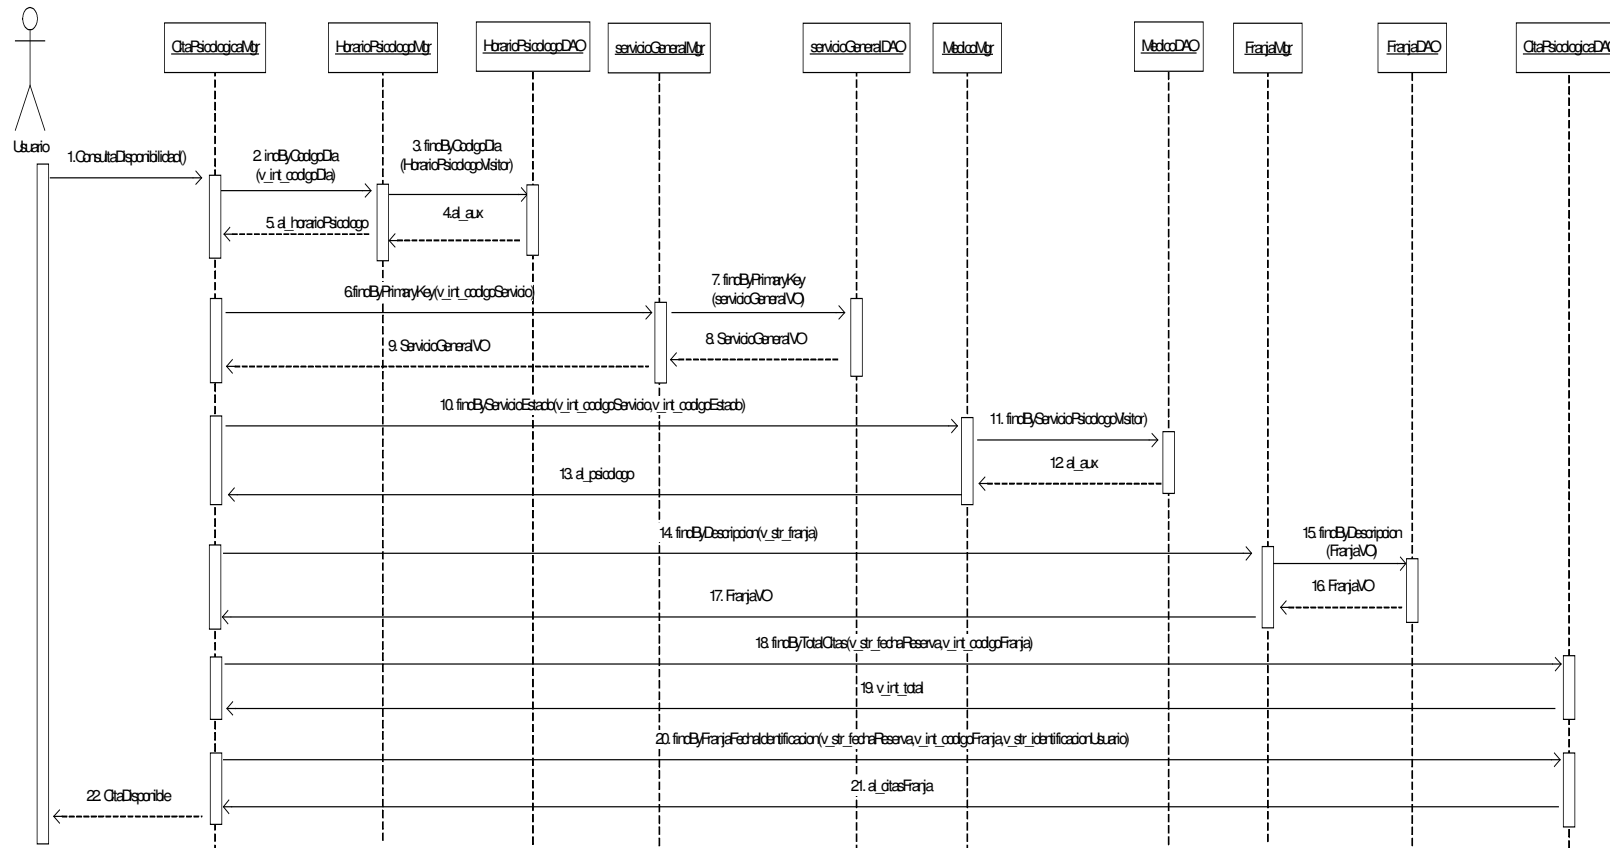 CitaPsicologicaMgr
HorarioPsicologoMgr
HorarioPsicologoDAO
servicioGeneralMgr
servicioGeneralDAO
MedicoMgr
MedicoDAO
FranjaMgr
FranjaDAO
CitaPsicologicaDAO
Usuario
1.ConsultaDisponibilidad()
2. indByCodigoDia
(v_int_codigoDia)
3. findByCodigoDia
(HorarioPsicologoVisitor)
4.al_aux
5. al_horarioPsicologo
6.findByPrimaryKey(v_int_codigoServicio)
7. findByPrimaryKey
(servicioGeneralVO)
8. ServicioGeneralVO
9. ServicioGeneralVO
10. findByServicioEstado(v_int_codigoServicio,v_int_codigoEstado)
11. findByServicioPsicologoVisitor)
12. al_aux
13. al_psicologo
14. findByDescripcion(v_str_franja)
15. findByDescripcion
(FranjaVO)
16. FranjaVO
17. FranjaVO
18. findByTotalCitas(v_str_fechaReserva,v_int_codigoFranja)
19. v_int_total
20. findByFranjaFechaIdentificacion(v_str_fechaReserva,v_int_codigoFranja,v_str_identificacionUsuario)
21. al_citasFranja
22. CitaDisponible